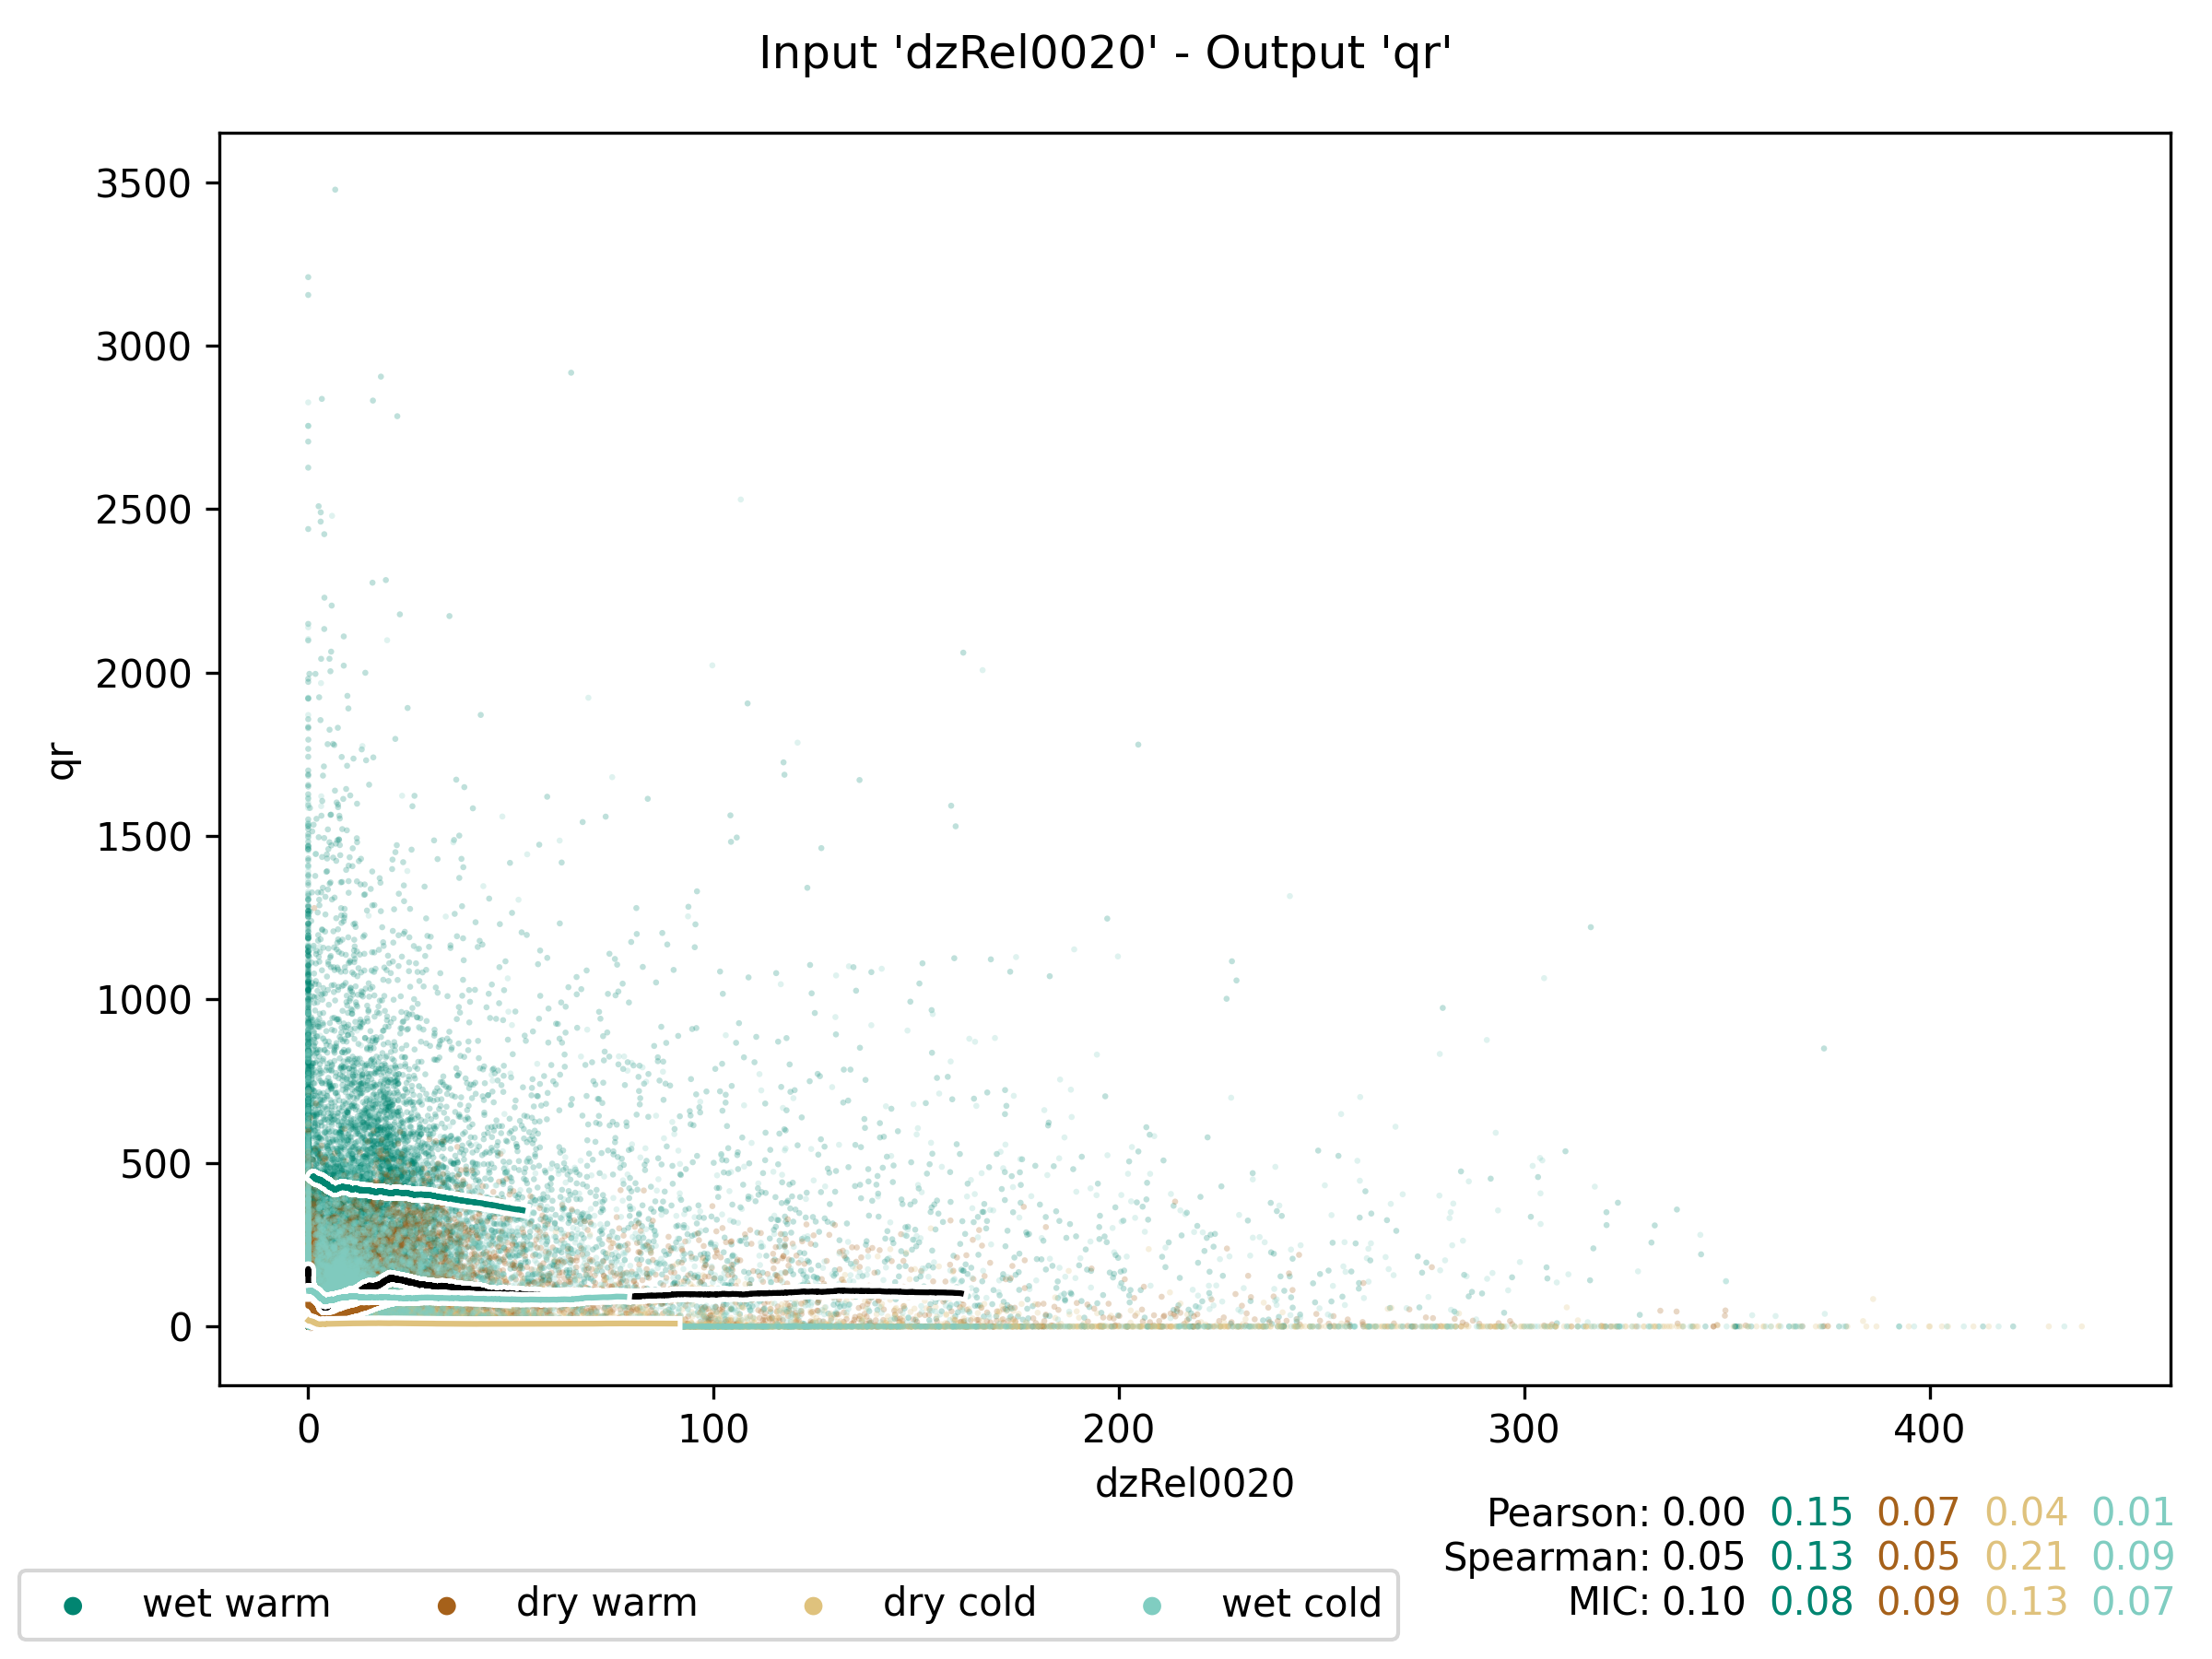 Input 'dzRel0020' - Output 'qr'
3500
3000
2500
2000
1500
1000
500
0
qr
0 100 200 300 400
dzRel0020
Pearson: 0.00 0.15 0.07 0.04 0.01
Spearman: 0.05 0.13 0.05 0.21 0.09
MIC: 0.10 0.08 0.09 0.13 0.07
wet warm dry warm dry cold wet cold